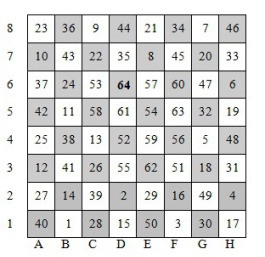 8 23 36 9 44 21 34 7 46
7 10 43 22 35 8 45 20 33
6 37 24 53 64 57 60 47 6
5 42 11 58 61 54 63 32 19
4 25 38 13 52 59 56 5 48
3 12 41 26 55 62 51 18 31
2 27 14 39 2 29 16 49 4
1 40 1 28 15 50 3 30 17
A B C D E F G H